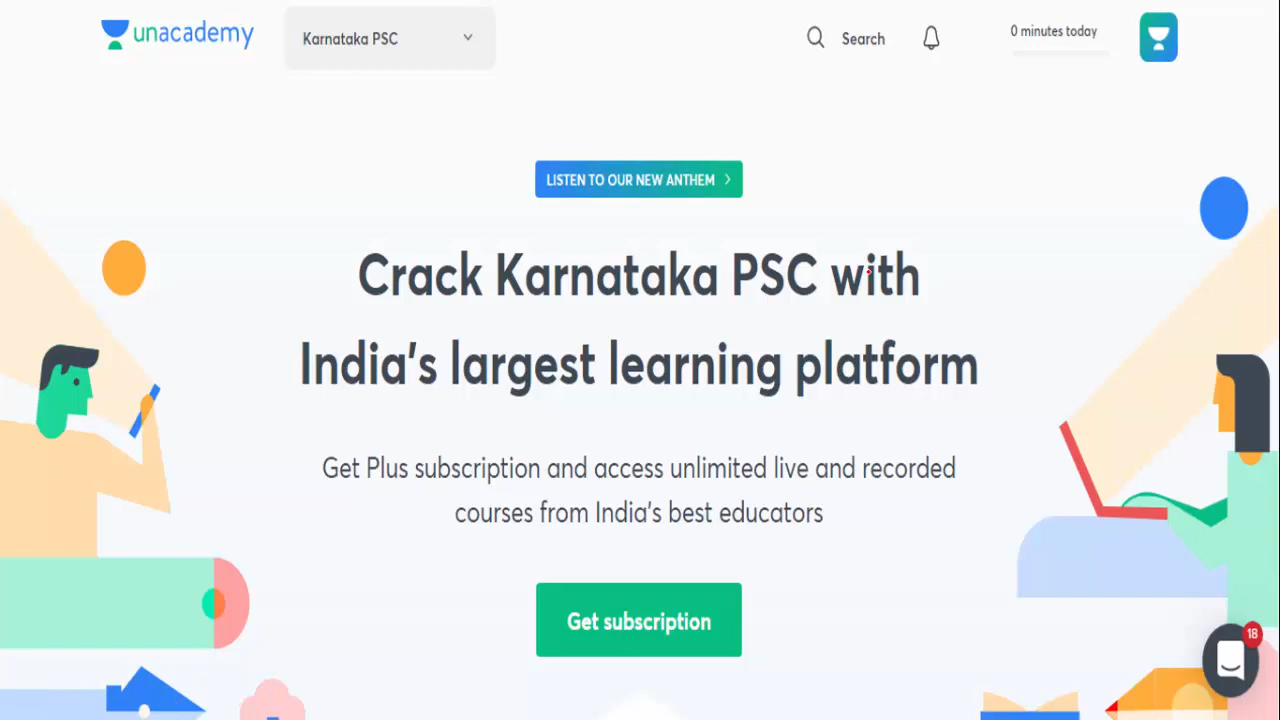 unacademy
Karnataka PSC
Search
0 minutes today
LISTEN TO OUR NEW ANTHEM
Crack Karnataka PSC with
India's largest learning platform
Get Plus subscription and access unlimited live and recorded
courses from India's best educators
Get subscription
18